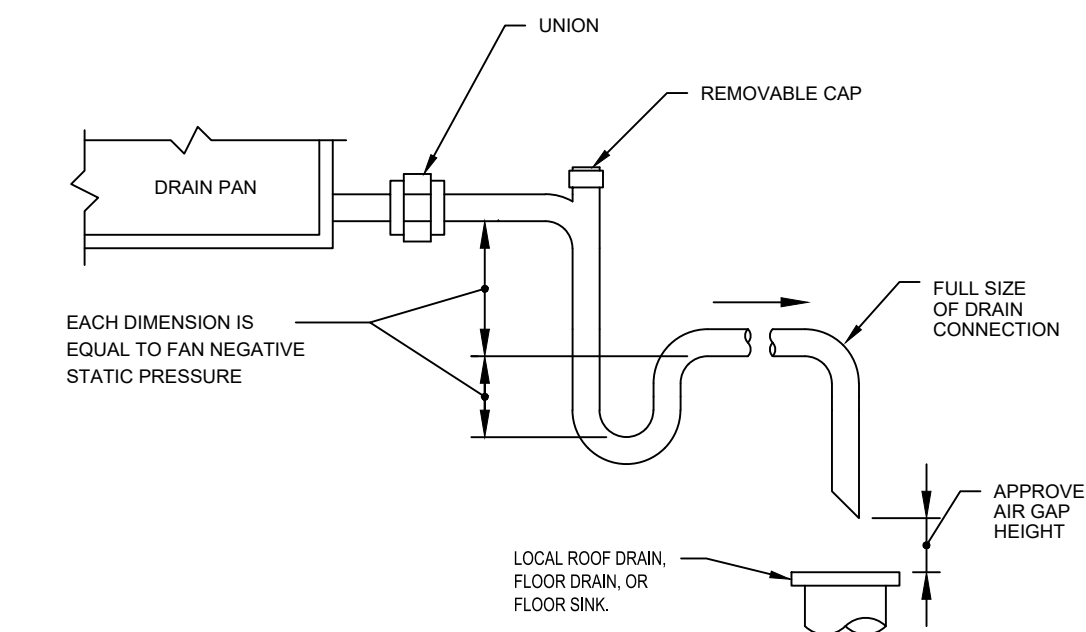 UNION
REMOVABLE CAP
DRAIN PAN
EACH DIMENSION IS
EQUAL TO FAN NEGATIVE
STATIC PRESSURE
FULL SIZE
OF DRAIN
CONNECTION
APPROVE
AIR GAP
HEIGHT
LOCAL ROOF DRAIN,
FLOOR DRAIN, OR
FLOOR SINK.